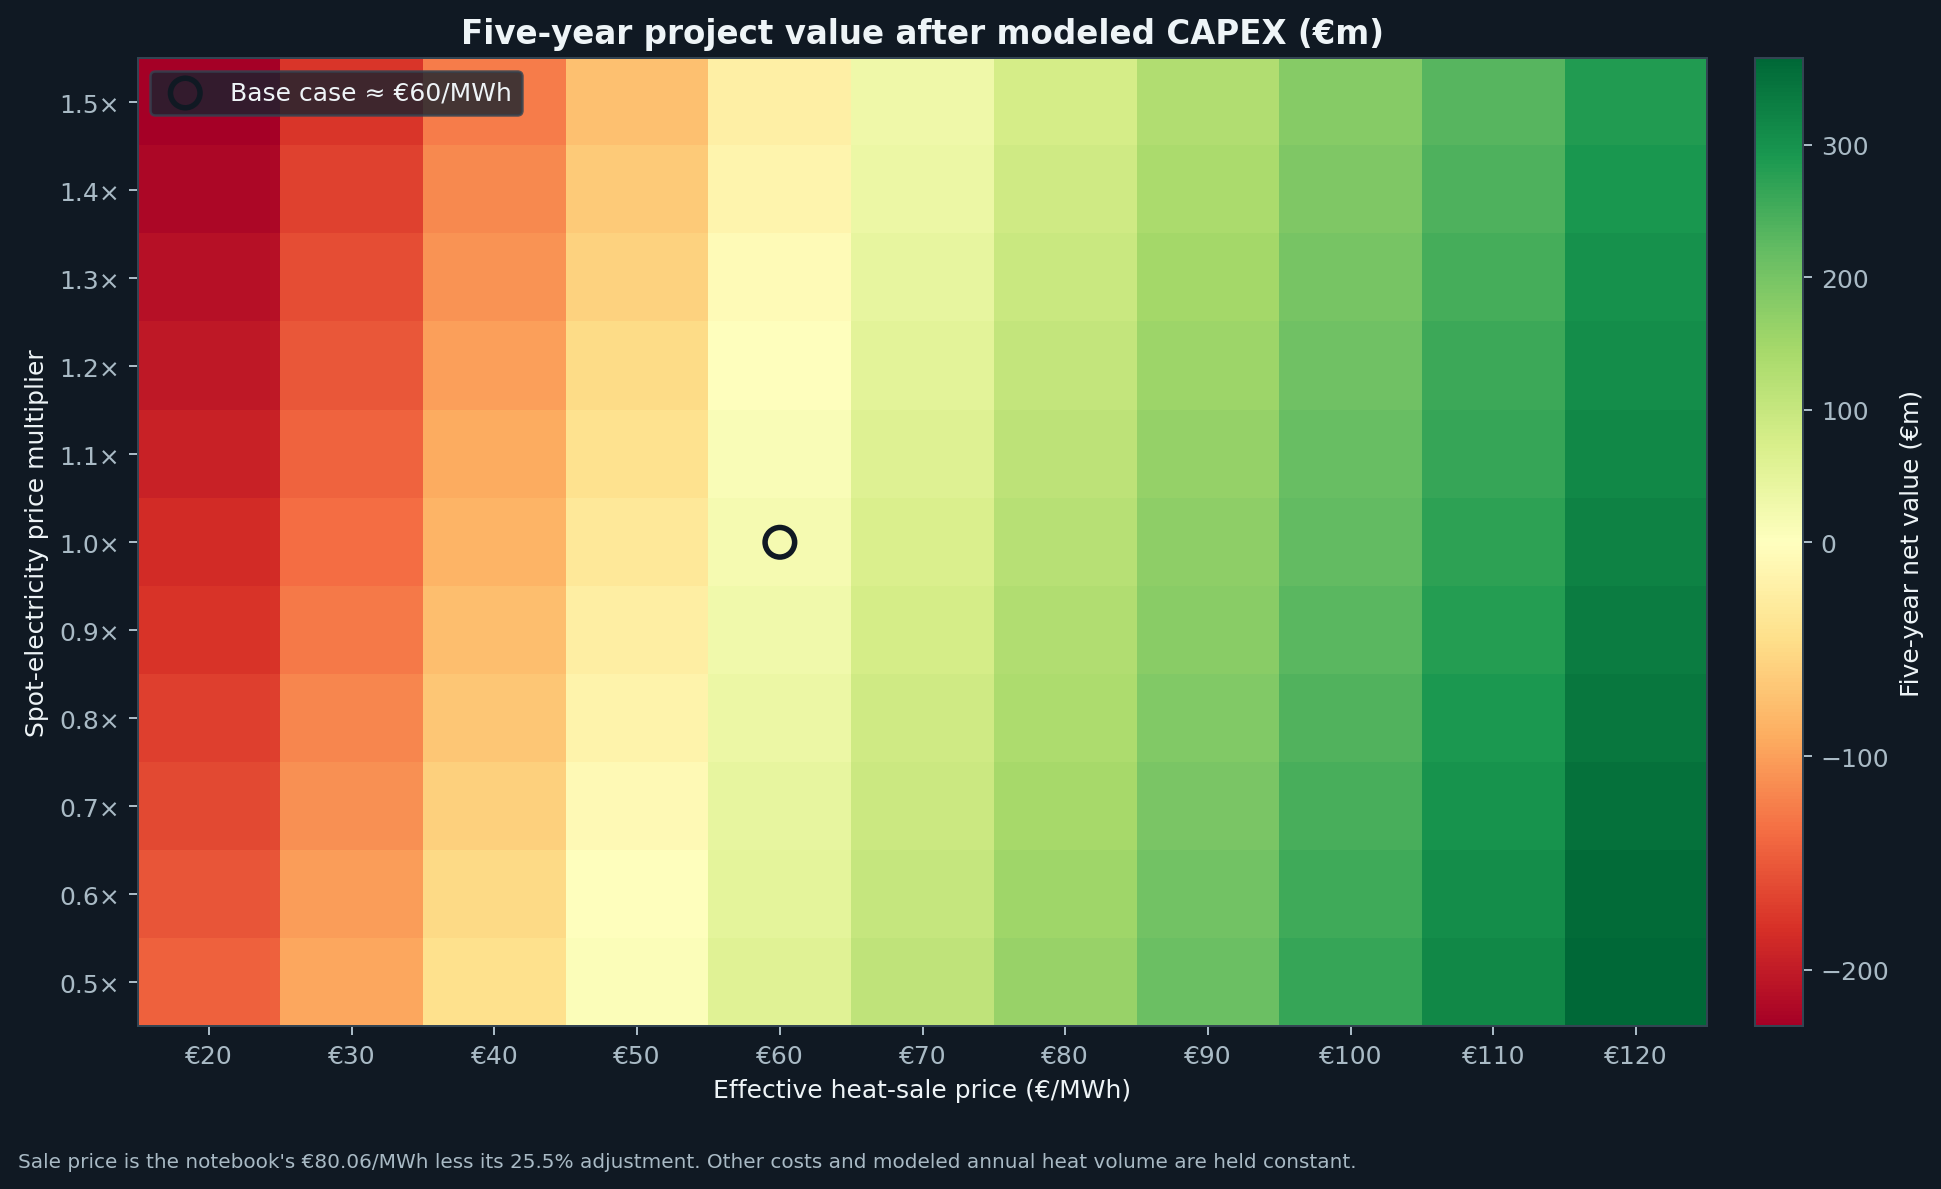 Five-year project value after modeled CAPEX (€m)
Base case ≈ €60/MWh
Spot-electricity price multiplier
1.5×
1.4×
1.3×
1.2×
1.1×
1.0×
0.9×
0.8×
0.7×
0.6×
0.5×
€20 €30 €40 €50 €60 €70 €80 €90 €100 €110 €120
Effective heat-sale price (€/MWh)
300
200
100
0
−100
−200
Five-year net value (€m)
Sale price is the notebook's €80.06/MWh less its 25.5% adjustment. Other costs and modeled annual heat volume are held constant.